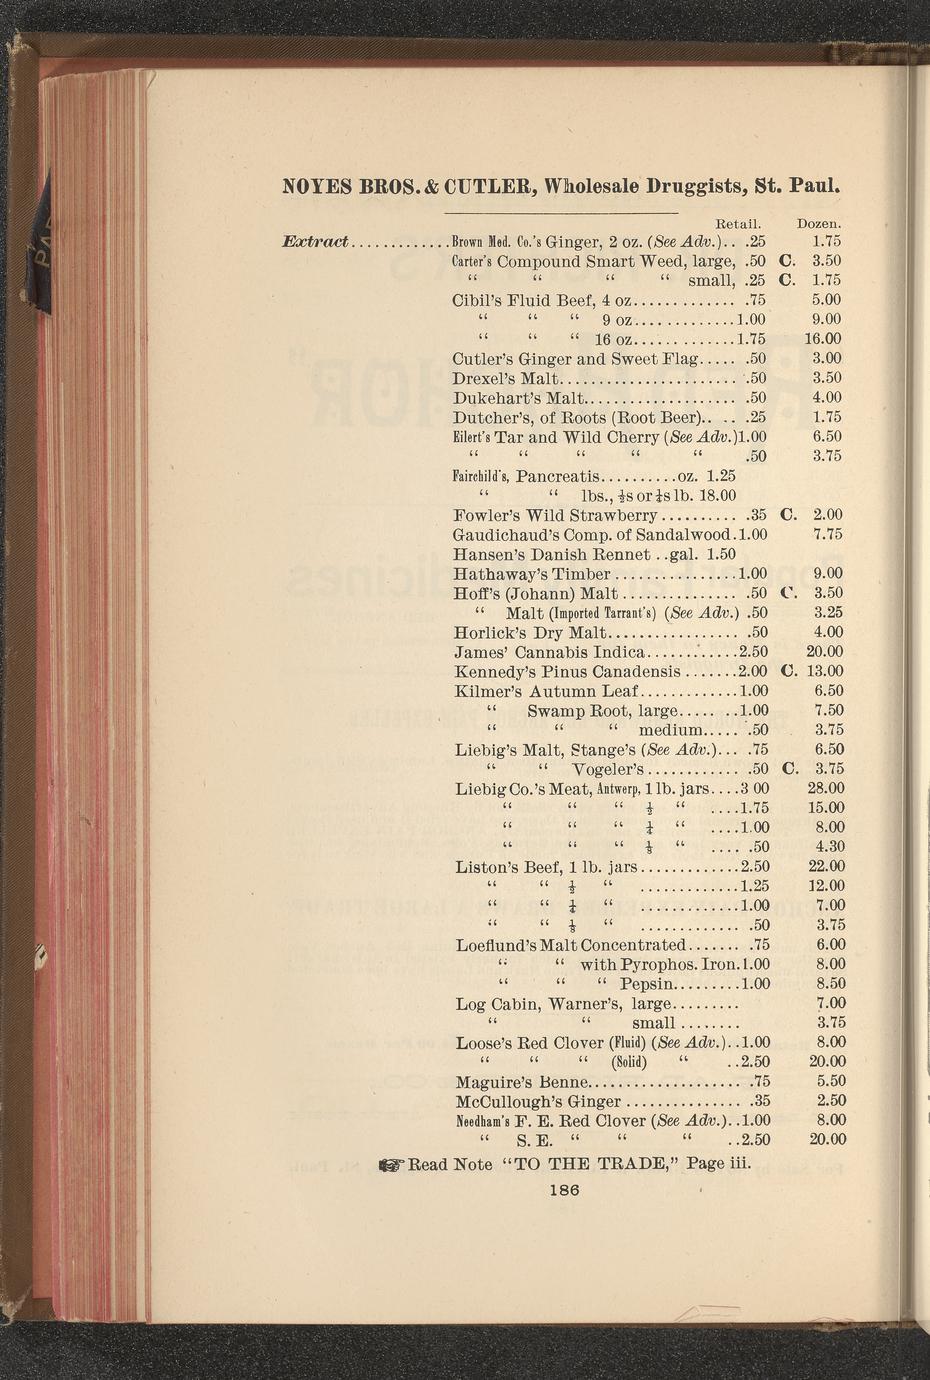 NOYES BROS. & CUTLER, Wholesale Druggists, St. Paul.
Retail. Dozen.
Extract............Brown Med. Co.'s Ginger, 2 oz. (See Adv.).. .25 1.75
Carter's Compound Smart Weed, large, .50 C. 3.50
" " " " small, .25 C. 1.75
Cibil's Fluid Beef, 4 oz............. .75 5.00
" " " 9 oz.............1.00 9.00
" " " 16 oz.............1.75 16.00
Cutler's Ginger and Sweet Flag..... .50 3.00
Drexel's Malt........................ .50 3.50
Dukehart's Malt...................... .50 4.00
Dutcher's, of Roots (Root Beer).. .. .25 1.75
Eilert's Tar and Wild Cherry (See Adv.)1.00 6.50
" " " " " .50 3.75
Fairchild's, Pancreatis..........oz. 1.25
" " lbs., ½s or ¼s lb. 18.00
Fowler's Wild Strawberry........... .35 C. 2.00
Gaudichaud's Comp. of Sandalwood.1.00 7.75
Hansen's Danish Rennet ..gal. 1.50
Hathaway's Timber................1.00 9.00
Hoff's (Johann) Malt ............... .50 C. 3.50
" Malt (Imported Tarrant's) (See Adv.) .50 3.25
Horlick's Dry Malt................. .50 4.00
James' Cannabis Indica............2.50 20.00
Kennedy's Pinus Canadensis .......2.00 C. 13.00
Kilmer's Autumn Leaf.............1.00 6.50
" Swamp Root, large........1.00 7.50
" " " medium..... .50 3.75
Liebig's Malt, Stange's (See Adv.)... .75 6.50
" " Vogeler's............ .50 C. 3.75
Liebig Co.'s Meat, Antwerp, 1 lb. jars....3 00 28.00
" " " ½ " ....1.75 15.00
" " " ¼ " ....1.00 8.00
" " " ⅛ " .... .50 4.30
Liston's Beef, 1 lb. jars.............2.50 22.00
" " ½ " ............1.25 12.00
" " ¼ " ............1.00 7.00
" " ⅛ " ............. .50 3.75
Loeflund's Malt Concentrated....... .75 6.00
" " with Pyrophos. Iron.1.00 8.00
" " " Pepsin.........1.00 8.50
Log Cabin, Warner's, large......... 7.00
" " small ........ 3.75
Loose's Red Clover (Fluid) (See Adv.)..1.00 8.00
" " " (Solid) " ..2.50 20.00
Maguire's Benne.................... .75 5.50
McCullough's Ginger ............... .35 2.50
Needham's F. E. Red Clover (See Adv.)..1.00 8.00
" S. E. " " " ..2.50 20.00
☞ Read Note "TO THE TRADE," Page iii.
186